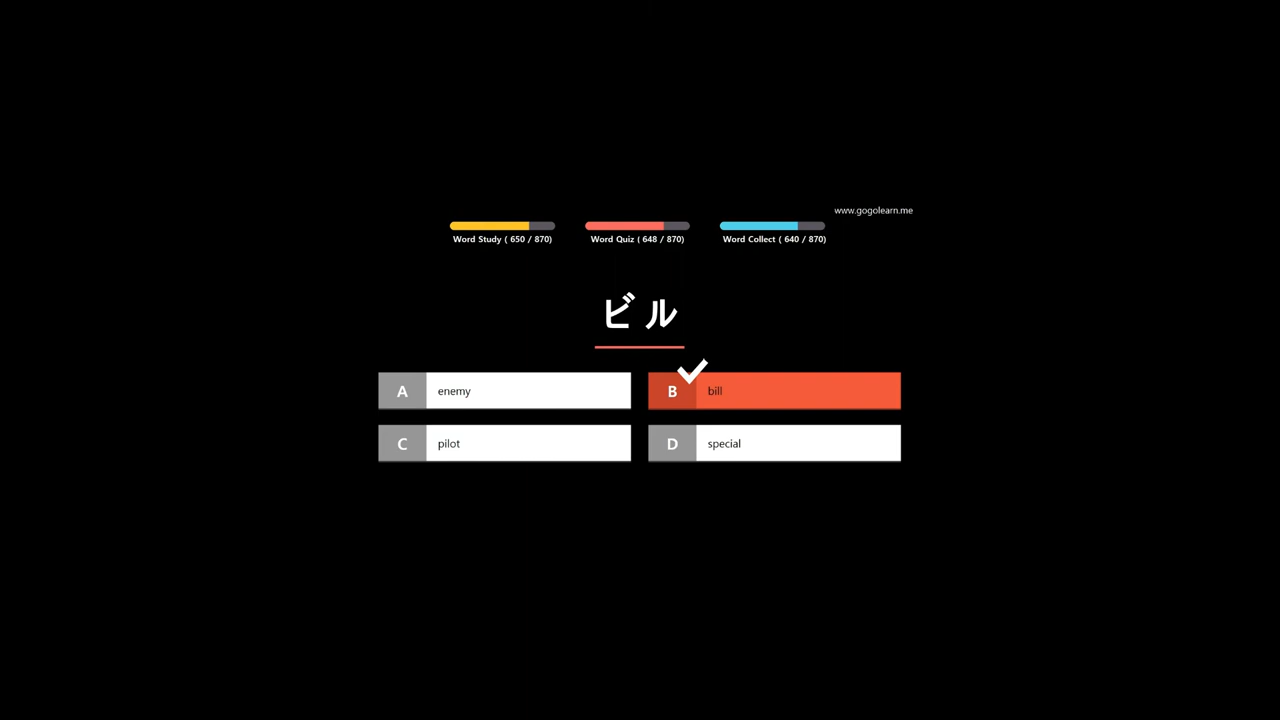 www.gogolearn.me
Word Study ( 650 / 870)
Word Quiz ( 648 / 870)
Word Collect ( 640 / 870)
ビル
A enemy
B bill
C pilot
D special